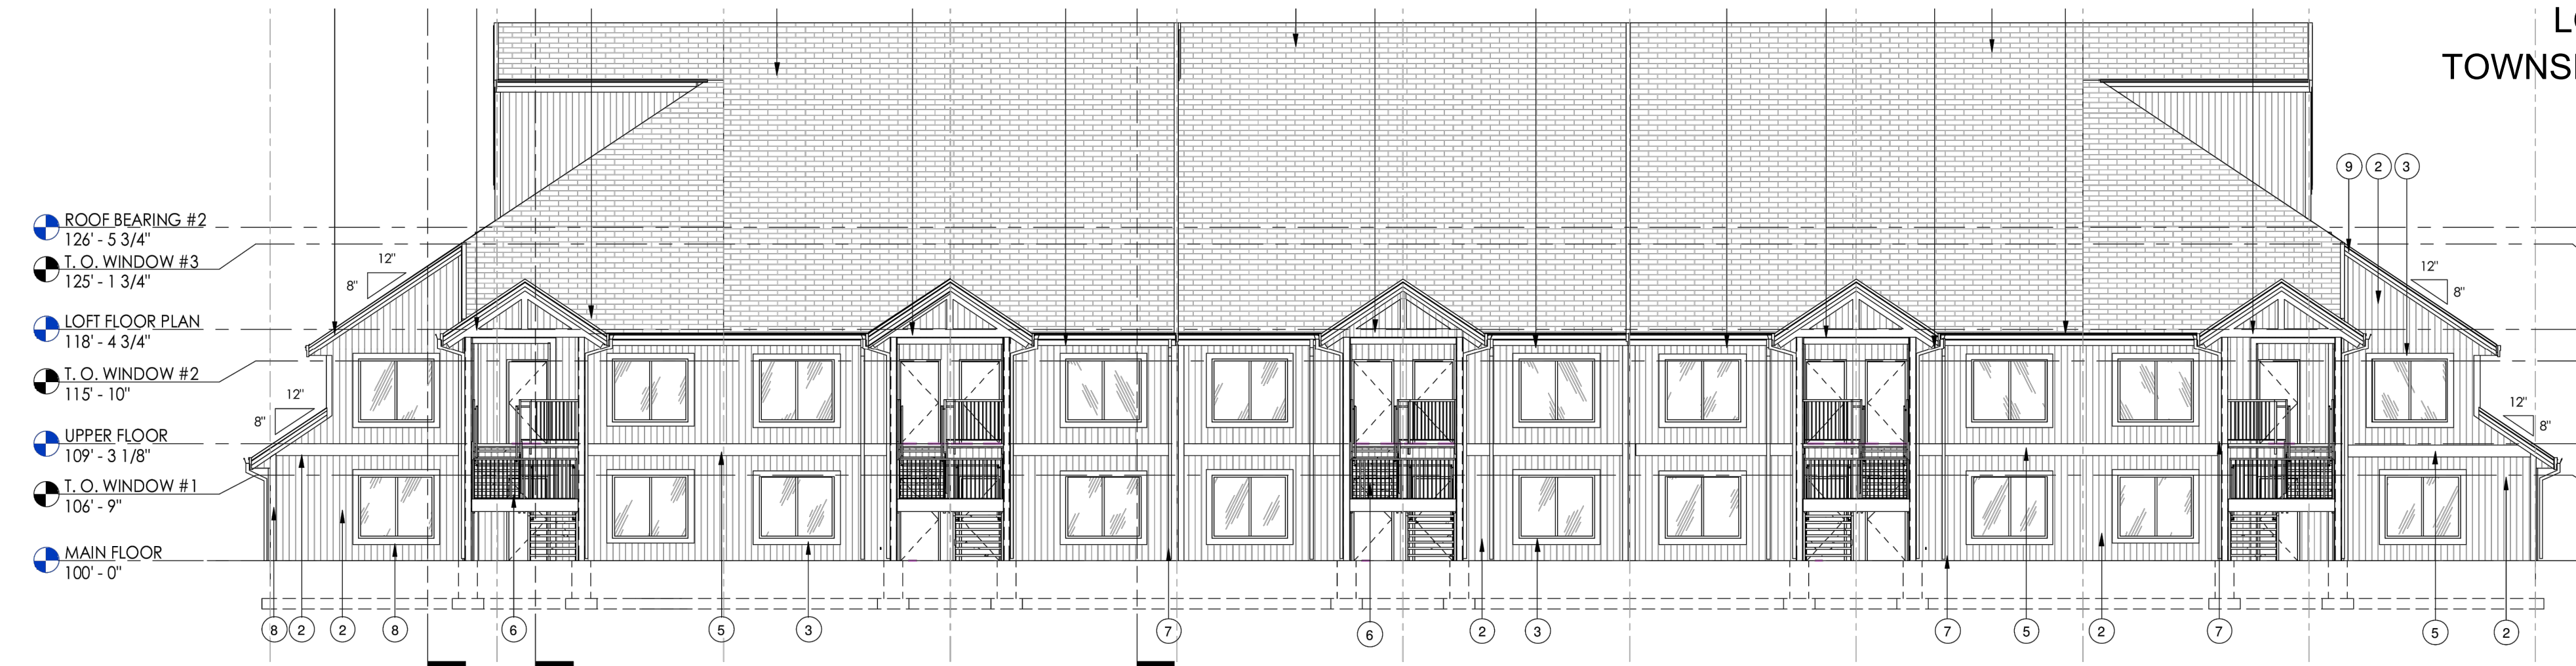 LO
TOWNS
9 2 3
ROOF BEARING #2
126' - 5 3/4"
T. O. WINDOW #3
125' - 1 3/4"
12"
8"
12"
8"
LOFT FLOOR PLAN
118' - 4 3/4"
T. O. WINDOW #2
115' - 10"
12"
8"
12"
8"
UPPER FLOOR
109' - 3 1/8"
T. O. WINDOW #1
106' - 9"
MAIN FLOOR
100' - 0"
8 2 2 8 6 5 3 7 6 2 3 7 5 2 7 5 2